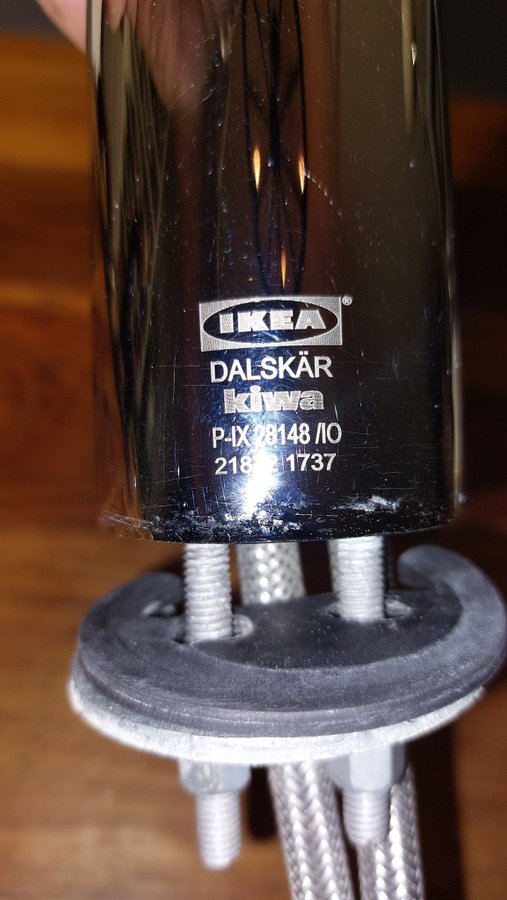 IKEA®
DALSKÄR
kiwa
P-IX 28148 /IO
1737